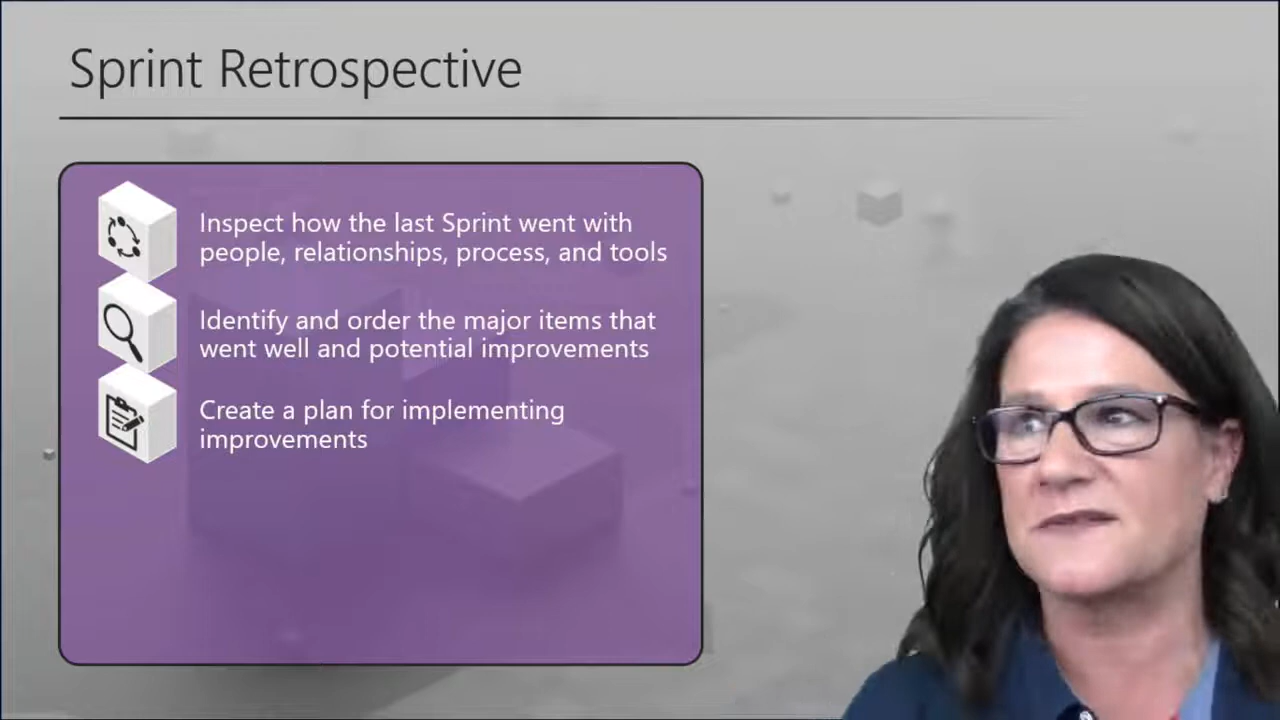 Sprint Retrospective
Inspect how the last Sprint went with
people, relationships, process, and tools
Identify and order the major items that
went well and potential improvements
Create a plan for implementing
improvements